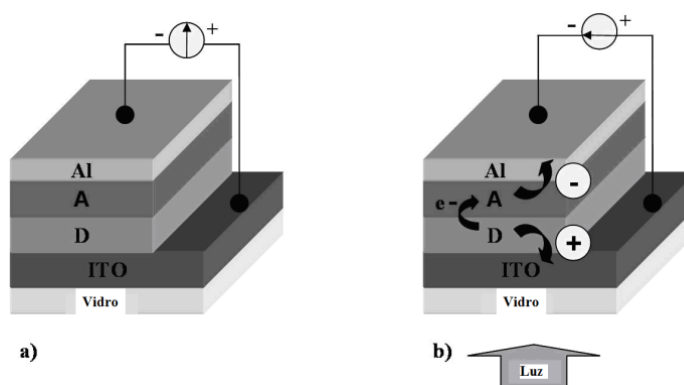 - +
Al
A
D
ITO
Vidro
a)
- +
Al
A
-
e -
D
+
ITO
Vidro
b)
Luz